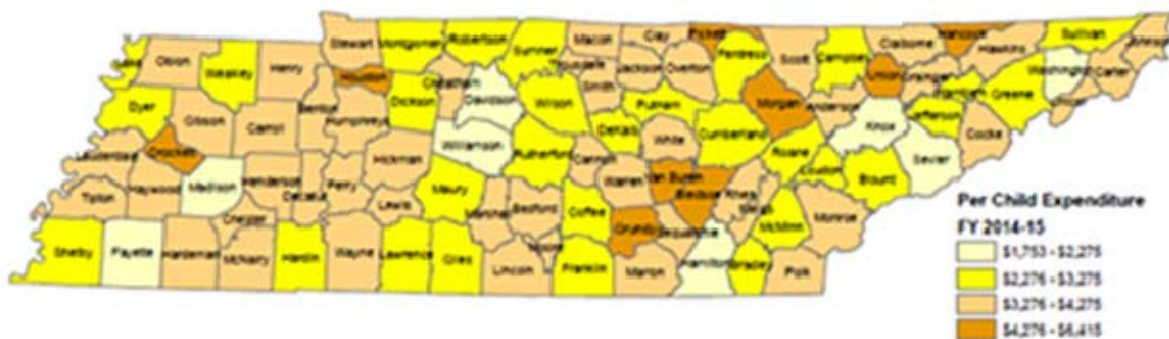 Stewart
Montgomery
Robertson
Sumner
Macon
Clay
Pickett
Fentress
Scott
Campbell
Claiborne
Hancock
Hawkins
Sullivan
Johnson
Obion
Weakley
Henry
Houston
Cheatham
Davidson
Wilson
Smith
Jackson
Overton
Morgan
Anderson
Union
Grainger
Greene
Washington
Carter
Dyer
Gibson
Carroll
Benton
Humphreys
Dickson
Williamson
Rutherford
DeKalb
Putnam
White
Cumberland
Roane
Knox
Jefferson
Cocke
Sevier
Lauderdale
Crockett
Haywood
Madison
Henderson
Decatur
Perry
Hickman
Lewis
Maury
Cannon
Warren
Van Buren
Bledsoe
Rhea
Meigs
Loudon
Blount
Tipton
Chester
Marshall
Bedford
Coffee
Grundy
Sequatchie
McMinn
Monroe
Shelby
Fayette
Hardeman
McNairy
Hardin
Wayne
Lawrence
Giles
Lincoln
Moore
Franklin
Marion
Hamilton
Bradley
Polk
Per Child Expenditure
FY 2014-15
$1,753 - $2,275
$2,276 - $3,275
$3,276 - $4,275
$4,276 - $6,415